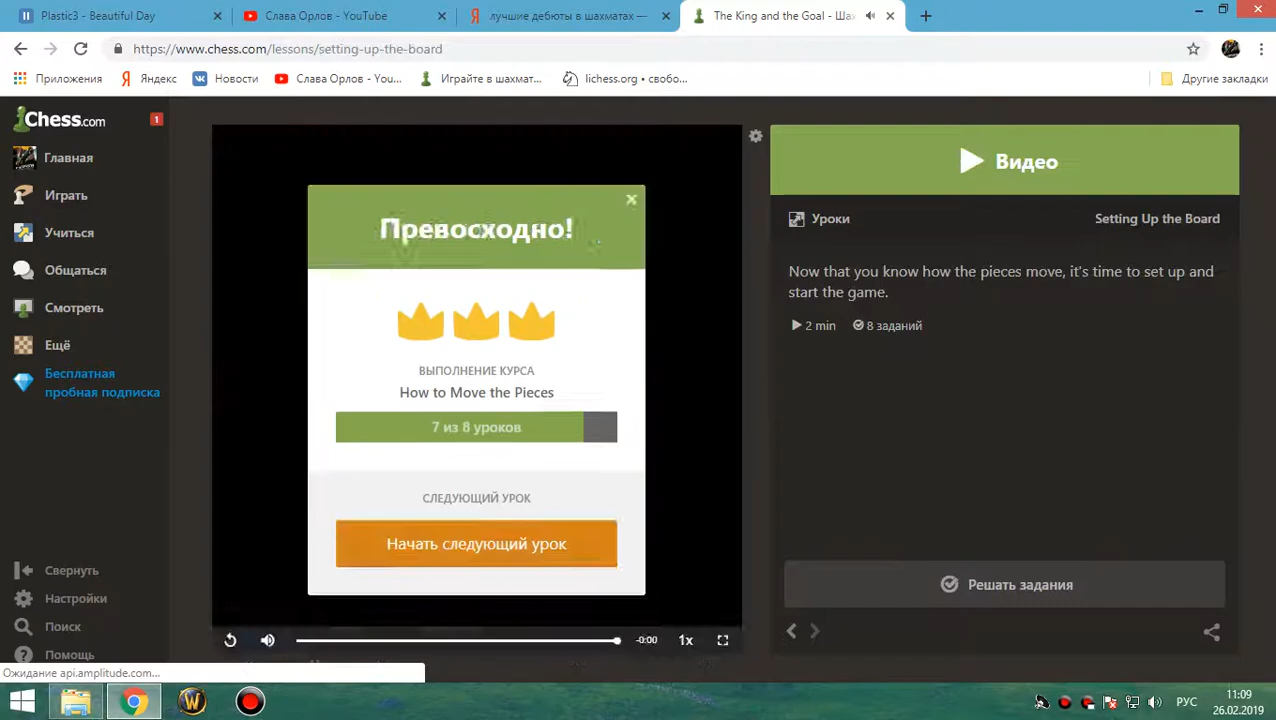 Plastic3 - Beautiful Day
Слава Орлов - YouTube
лучшие дебюты в шахматах —
The King and the Goal - Шах
https://www.chess.com/lessons/setting-up-the-board
Приложения
Яндекс
Новости
Слава Орлов - You...
Играйте в шахмат...
lichess.org • свобо...
Другие закладки
Chess.com
1
Главная
Играть
Учиться
Общаться
Смотреть
Ещё
Бесплатная
пробная подписка
Свернуть
Настройки
Поиск
Помощь
Превосходно!
ВЫПОЛНЕНИЕ КУРСА
How to Move the Pieces
7 из 8 уроков
СЛЕДУЮЩИЙ УРОК
Начать следующий урок
-0:00
1x
Видео
Уроки
Setting Up the Board
Now that you know how the pieces move, it's time to set up and
start the game.
2 min
8 заданий
Решать задания
Ожидание api.amplitude.com...
W
РУС
11:09
26.02.2019